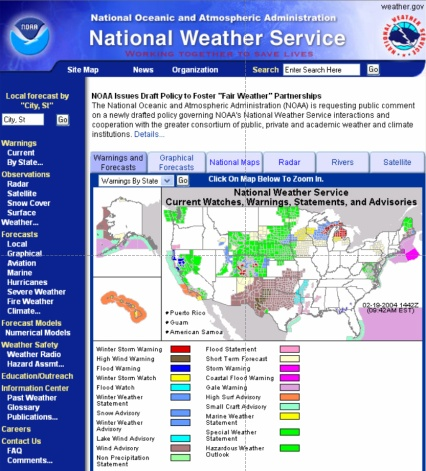 weather.gov
NOAA
National Oceanic and Atmospheric Administration
National Weather Service
WORKING TOGETHER TO SAVE LIVES
Site Map News Organization Search Enter Search Here Go
Local forecast by
"City, St"
City, St Go
Warnings
Current
By State...
Observations
Radar
Satellite
Snow Cover
Surface
Weather...
Forecasts
Local
Graphical
Aviation
Marine
Hurricanes
Severe Weather
Fire Weather
Climate...
Forecast Models
Numerical Models
Weather Safety
Weather Radio
Hazard Assmt...
Education/Outreach
Information Center
Past Weather
Glossary
Publications...
Careers
Contact Us
FAQ
Comments...
NOAA Issues Draft Policy to Foster "Fair Weather" Partnerships
The National Oceanic and Atmospheric Administration (NOAA) is requesting public comment
on a newly drafted policy governing NOAA's National Weather Service interactions and
cooperation with the greater consortium of public, private and academic weather and climate
institutions. Details...
Warnings and
Forecasts
Graphical
Forecasts
National Maps
Radar
Rivers
Satellite
Warnings By State Go Click On Map Below To Zoom In.
National Weather Service
Current Watches, Warnings, Statements, and Advisories
Puerto Rico
Guam
American Samoa
02-19-2004 1442Z
(09:42AM EST)
Winter Storm Warning
High Wind Warning
Flood Warning
Winter Storm Watch
Flood Watch
Winter Weather
Statement
Snow Advisory
Winter Weather
Advisory
Lake Wind Advisory
Wind Advisory
Non Precipitation
Statement
Flood Statement
Short Term Forecast
Storm Warning
Coastal Flood Warning
Gale Warning
High Surf Advisory
Small Craft Advisory
Marine Weather
Statement
Special Weather
Statement
Hazardous Weather
Outlook